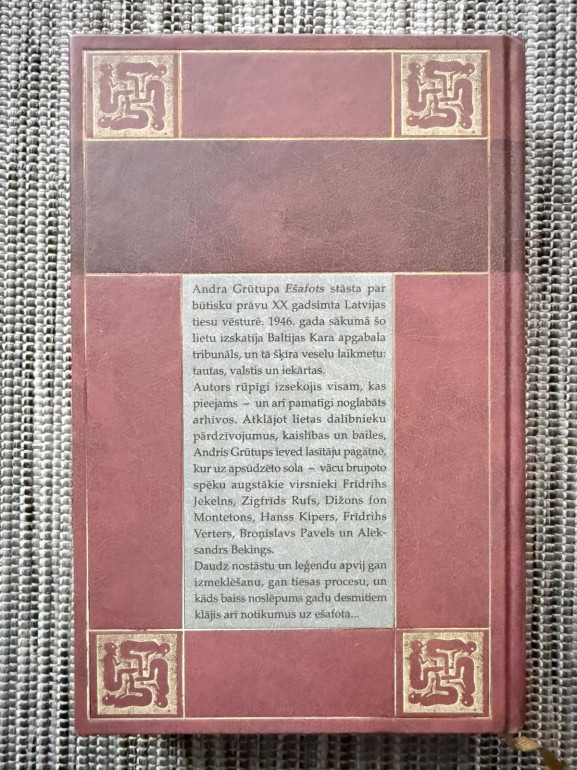 Andra Grūtupa Ešafots stāsta par
būtisku prāvu XX gadsimta Latvijas
tiesu vēsturē. 1946. gada sākumā šo
lietu izskatīja Baltijas Kara apgabala
tribunāls, un tā šķīra veselu laikmetu:
tautas, valstis un iekārtas.
Autors rūpīgi izsekojis visam, kas
pieejams – un arī pamatīgi noglabāts
arhīvos. Atklājot lietas dalībnieku
pārdzīvojumus, kaislības un bailes,
Andris Grūtups ieved lasītāju pagātnē,
kur uz apsūdzēto sola – vācu bruņoto
spēku augstākie virsnieki Frīdrihs
Jekelns, Zigfrīds Rufs, Dižons fon
Montetons, Hanss Kipers, Frīdrihs
Verters, Broņislavs Pavels un Alek-
sandrs Bekings.
Daudz nostāstu un leģendu apvij gan
izmeklēšanu, gan tiesas procesu, un
kāds baiss noslēpums gadu desmitiem
klājis arī notikumus uz ešafota...